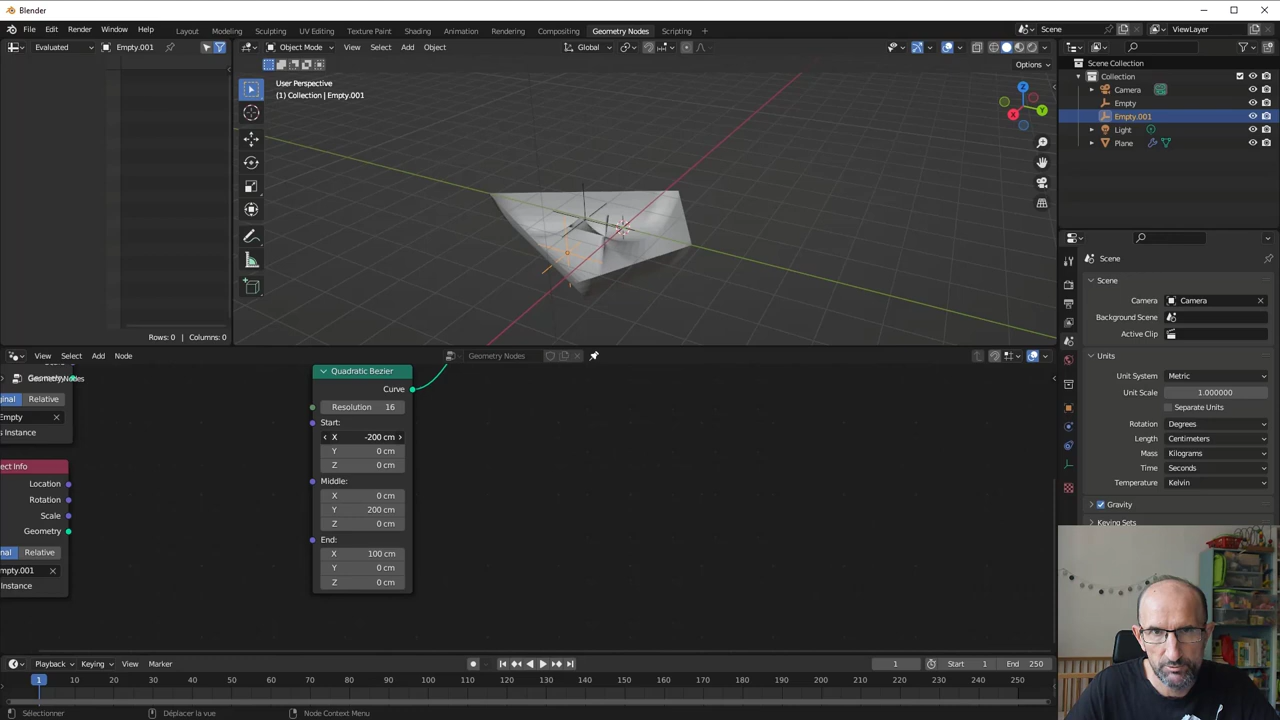 Blender
File Edit Render Window Help
Layout Modeling Sculpting UV Editing Texture Paint Shading Animation Rendering Compositing Geometry Nodes Scripting +
Scene
ViewLayer
Evaluated
Empty.001
Object Mode View Select Add Object
Global
Options
User Perspective
(1) Collection | Empty.001
Z
Y
X
Rows: 0 | Columns: 0
Scene Collection
Collection
Camera
Empty
Empty.001
Light
Plane
Scene
Scene
Camera Camera
Background Scene
Active Clip
Units
Unit System Metric
Unit Scale 1.000000
Separate Units
Rotation Degrees
Length Centimeters
Mass Kilograms
Time Seconds
Temperature Kelvin
Gravity
Keying Sets
View Select Add Node
Geometry Nodes
Geometry Nodes
inal Relative
Empty
s Instance
ect Info
Location
Rotation
Scale
Geometry
nal Relative
mpty.001
Instance
Quadratic Bezier
Curve
Resolution 16
Start:
X -200 cm
Y 0 cm
Z 0 cm
Middle:
X 0 cm
Y 200 cm
Z 0 cm
End:
X 100 cm
Y 0 cm
Z 0 cm
Playback Keying View Marker
1 Start 1 End 250
1 10 20 30 40 50 60 70 80 90 100 110 120 130 140 150 160 170 180 190 200 210 220 230 240 250
Sélectionner Déplacer la vue Node Context Menu